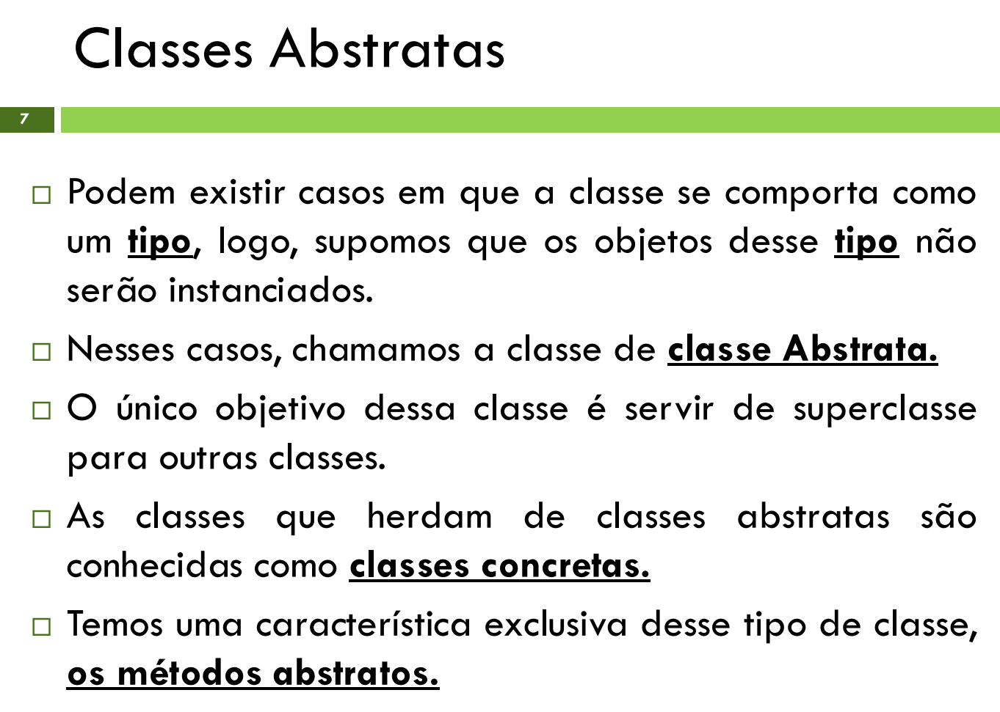 Classes Abstratas
7
Podem existir casos em que a classe se comporta como
um tipo, logo, supomos que os objetos desse tipo não
serão instanciados.
Nesses casos, chamamos a classe de classe Abstrata.
O único objetivo dessa classe é servir de superclasse
para outras classes.
As classes que herdam de classes abstratas são
conhecidas como classes concretas.
Temos uma característica exclusiva desse tipo de classe,
os métodos abstratos.